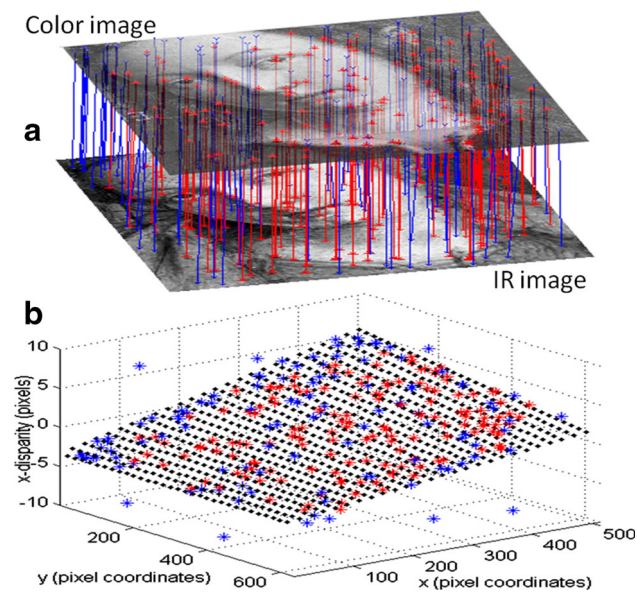 Color image
a
IR image
b
x-disparity (pixels)
10
5
0
-5
-10
200
400
600
y (pixel coordinates)
100
200
300
400
500
x (pixel coordinates)